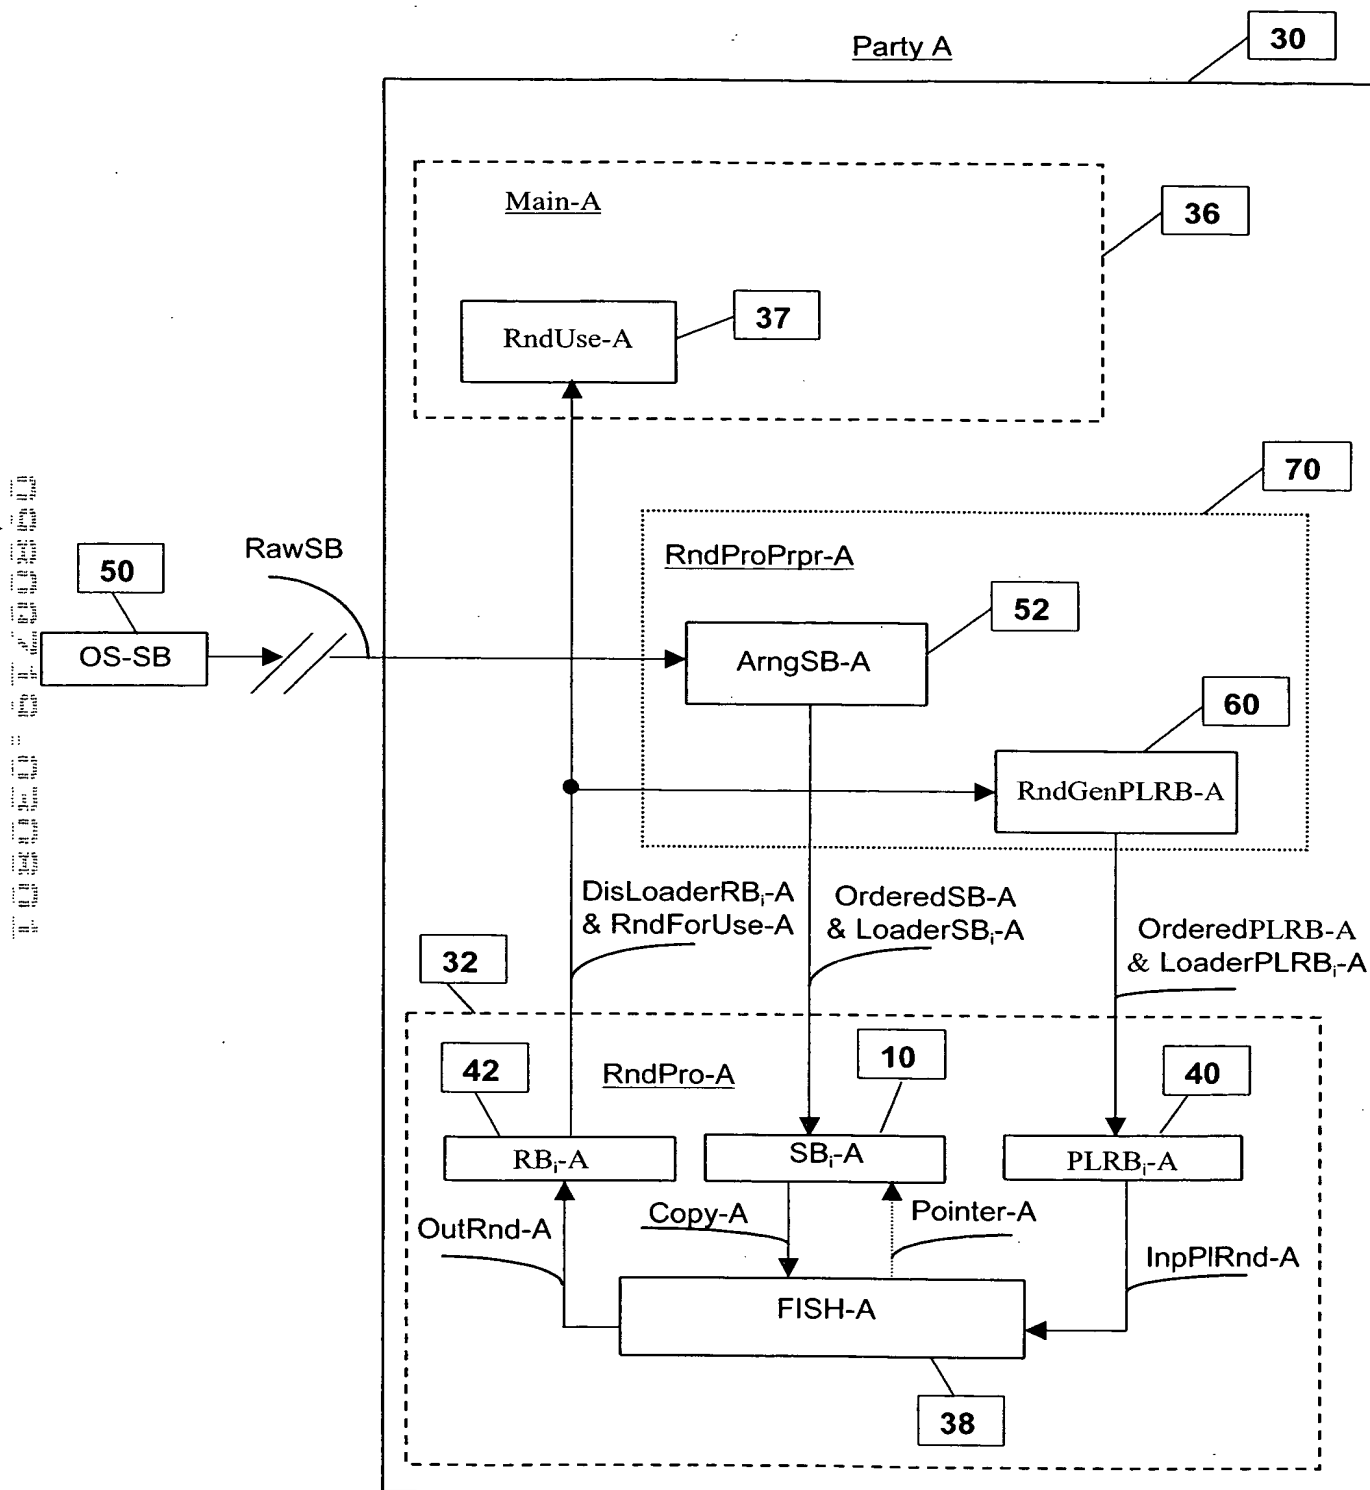 Party A
30
Main-A
36
RndUse-A
37
70
RawSB
RndProPrpr-A
50
52
OS-SB
ArngSB-A
60
RndGenPLRB-A
DisLoaderRBi-A
& RndForUse-A
OrderedSB-A
& LoaderSBi-A
OrderedPLRB-A
& LoaderPLRBi-A
32
42
RndPro-A
10
40
RBi-A
SBi-A
PLRBi-A
OutRnd-A
Copy-A
Pointer-A
InpPlRnd-A
FISH-A
38